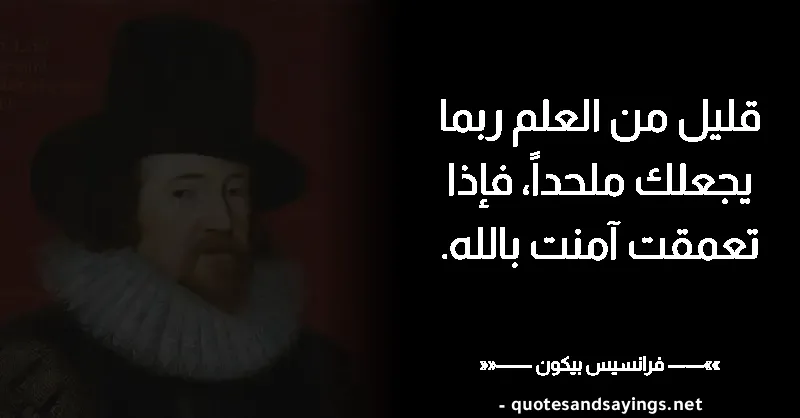 قليل من العلم ربما
يجعلك ملحداً، فإذا
تعمقت آمنت بالله.
»—— فرانسيس بيكون ——«
- quotesandsayings.net